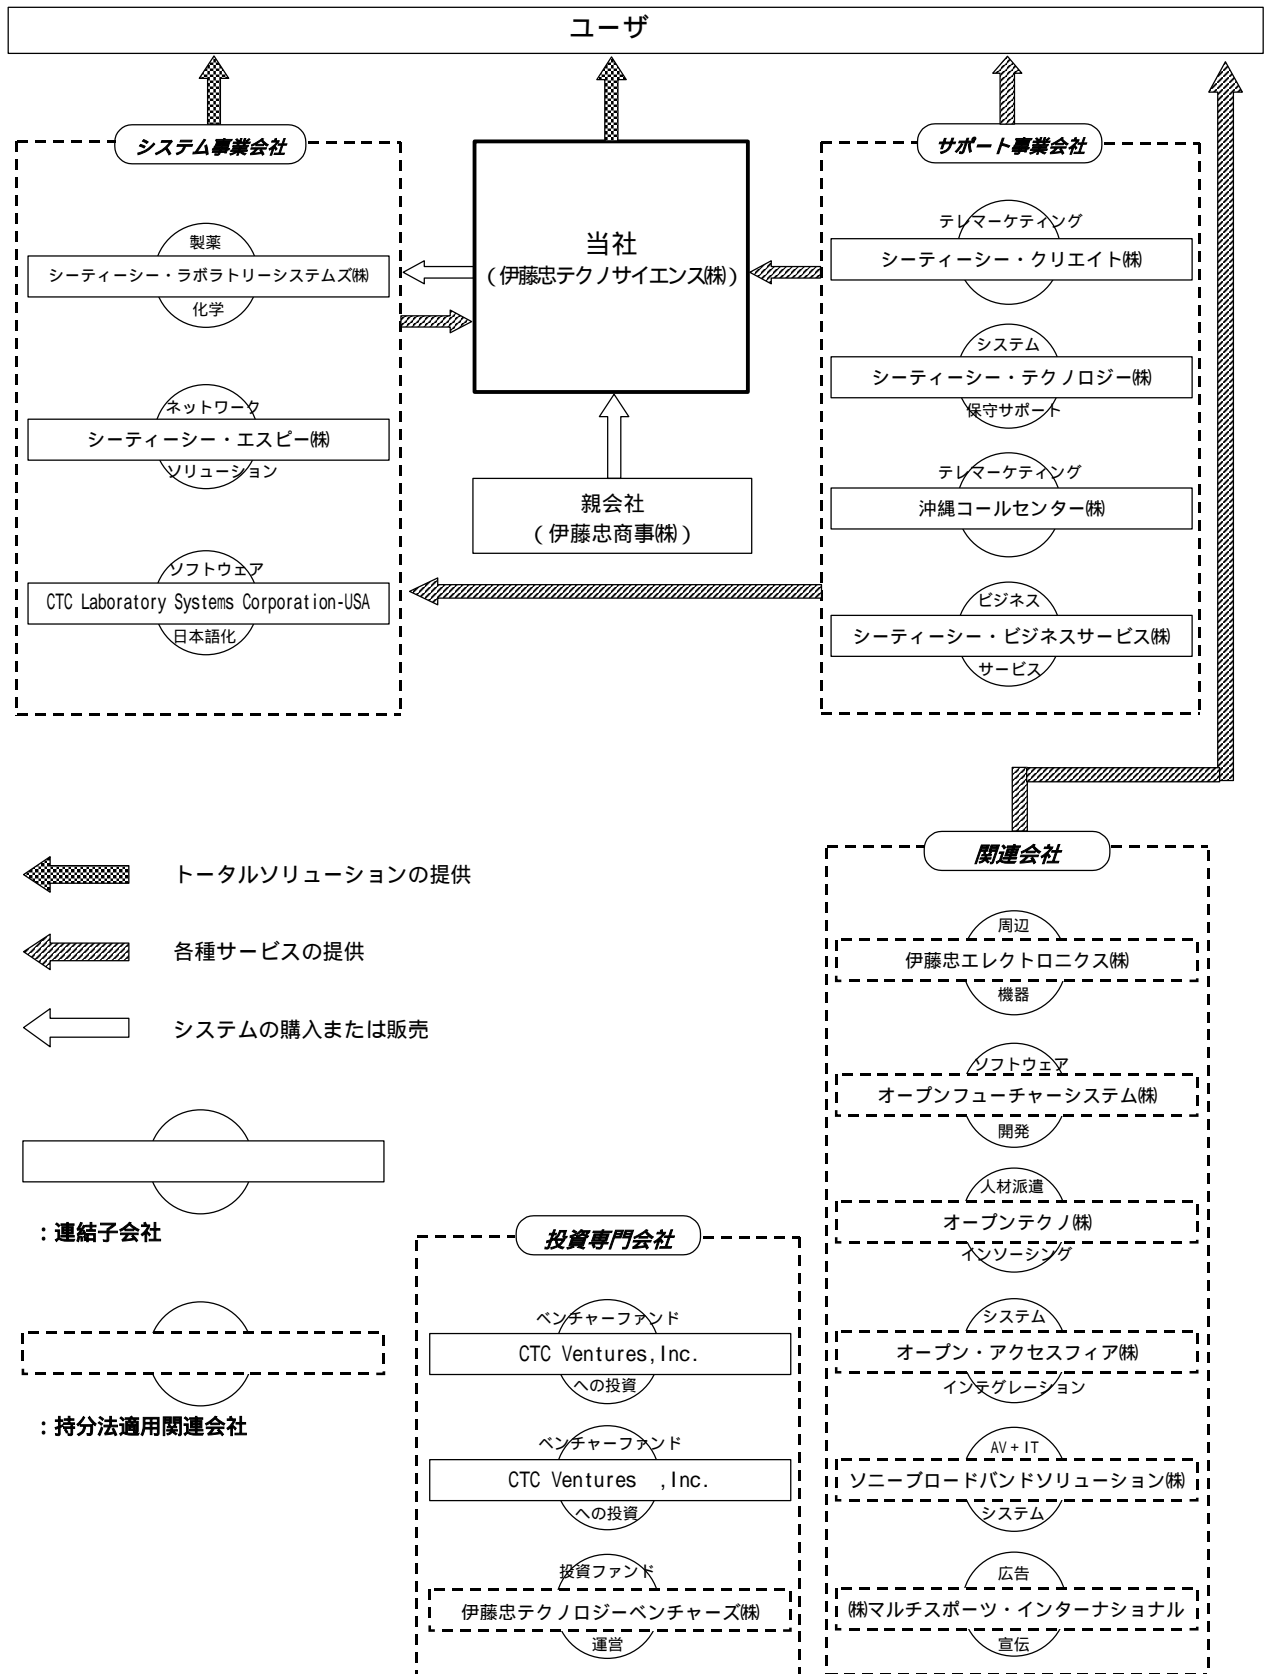 ユーザ
システム事業会社
製薬
シーティーシー・ラボラトリーシステムズ㈱
化学
ネットワーク
シーティーシー・エスピー㈱
ソリューション
ソフトウェア
CTC Laboratory Systems Corporation-USA
日本語化
当社
(伊藤忠テクノサイエンス㈱)
親会社
(伊藤忠商事㈱)
サポート事業会社
テレマーケティング
シーティーシー・クリエイト㈱
システム
シーティーシー・テクノロジー㈱
保守サポート
テレマーケティング
沖縄コールセンター㈱
ビジネス
シーティーシー・ビジネスサービス㈱
サービス
トータルソリューションの提供
各種サービスの提供
システムの購入または販売
:連結子会社
:持分法適用関連会社
投資専門会社
ベンチャーファンド
CTC Ventures,Inc.
への投資
ベンチャーファンド
CTC Ventures ,Inc.
への投資
投資ファンド
伊藤忠テクノロジーベンチャーズ㈱
運営
関連会社
周辺
伊藤忠エレクトロニクス㈱
機器
ソフトウェア
オープンフューチャーシステム㈱
開発
人材派遣
オープンテクノ㈱
インソーシング
システム
オープン・アクセスフィア㈱
インテグレーション
AV+IT
ソニーブロードバンドソリューション㈱
システム
広告
㈱マルチスポーツ・インターナショナル
宣伝